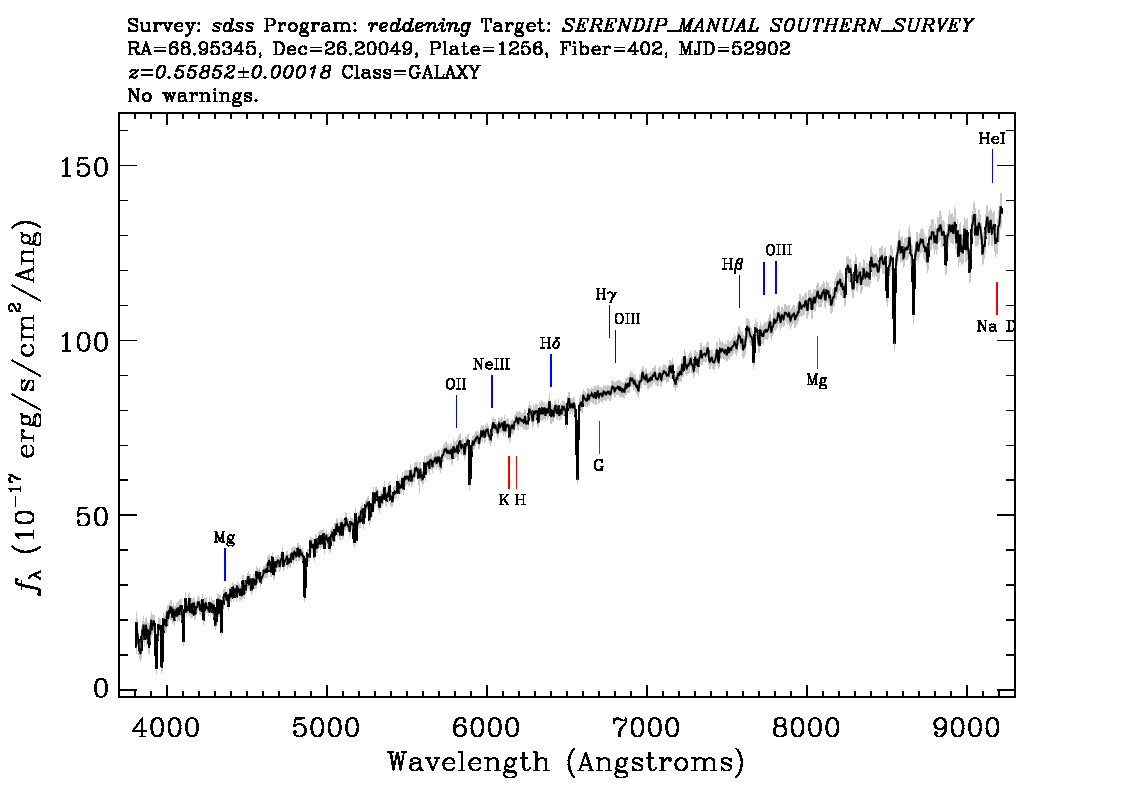 Survey: sdss Program: reddening Target: SERENDIP_MANUAL SOUTHERN_SURVEY
RA=68.95345, Dec=26.20049, Plate=1256, Fiber=402, MJD=52902
z=0.55852±0.00018 Class=GALAXY
No warnings.
HeI
150
OIII
Hβ
Hγ
OIII
Na D
100
Hδ
NeIII
Mg
OII
G
K H
50
Mg
0
4000 5000 6000 7000 8000 9000
Wavelength (Angstroms)
f_λ (10^−17 erg/s/cm^2/Ang)